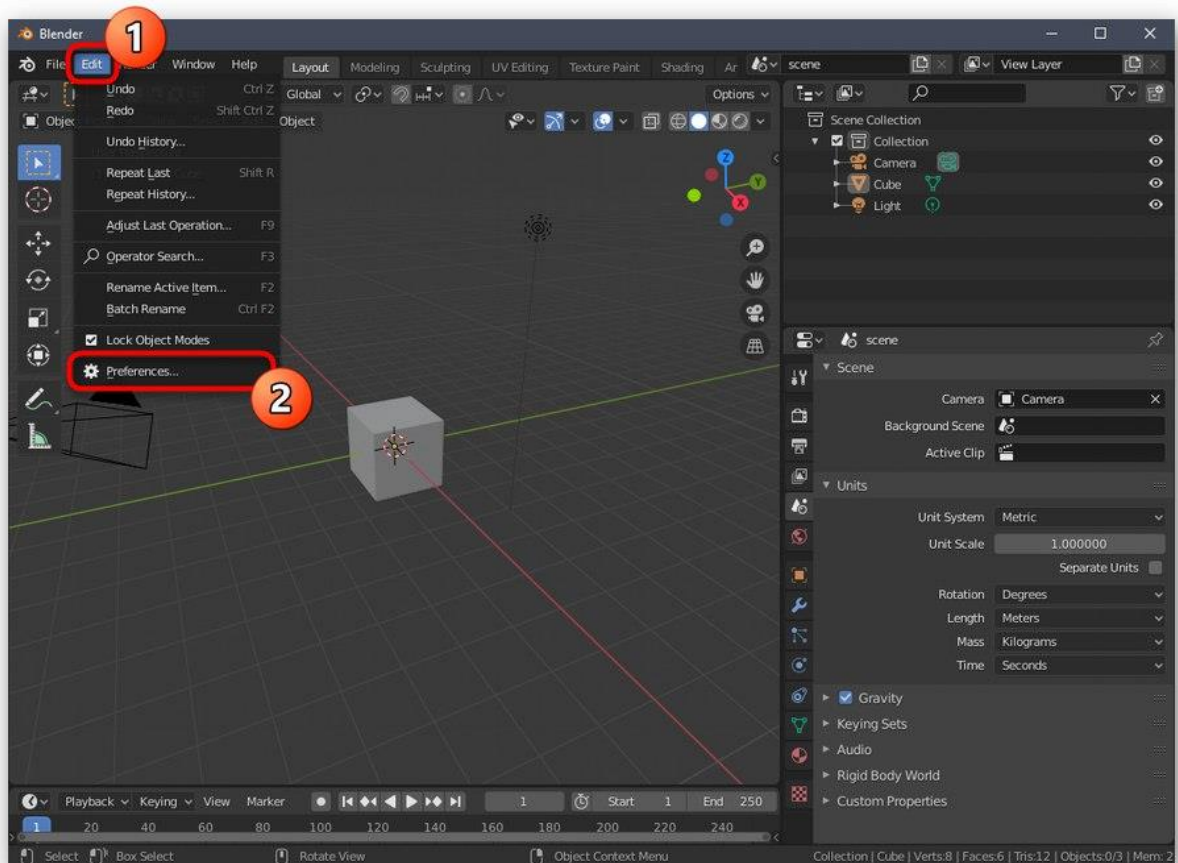 Blender
1
File Edit Window Help Layout Modeling Sculpting UV Editing Texture Paint Shading scene View Layer
Undo Ctrl Z
Redo Shift Ctrl Z
Undo History...
Repeat Last Shift R
Repeat History...
Adjust Last Operation... F9
Operator Search... F3
Rename Active Item... F2
Batch Rename Ctrl F2
Lock Object Modes
Preferences...
2
Global Options
Object
Z
Y
X
Scene Collection
Collection
Camera
Cube
Light
scene
Scene
Camera Camera
Background Scene
Active Clip
Units
Unit System Metric
Unit Scale 1.000000
Separate Units
Rotation Degrees
Length Meters
Mass Kilograms
Time Seconds
Gravity
Keying Sets
Audio
Rigid Body World
Custom Properties
Playback Keying View Marker 1 Start 1 End 250
1 20 40 60 80 100 120 140 160 180 200 220 240
Select Box Select Rotate View Object Context Menu Collection | Cube | Verts:8 | Faces:6 | Tris:12 | Objects:0/3 | Mem: 2